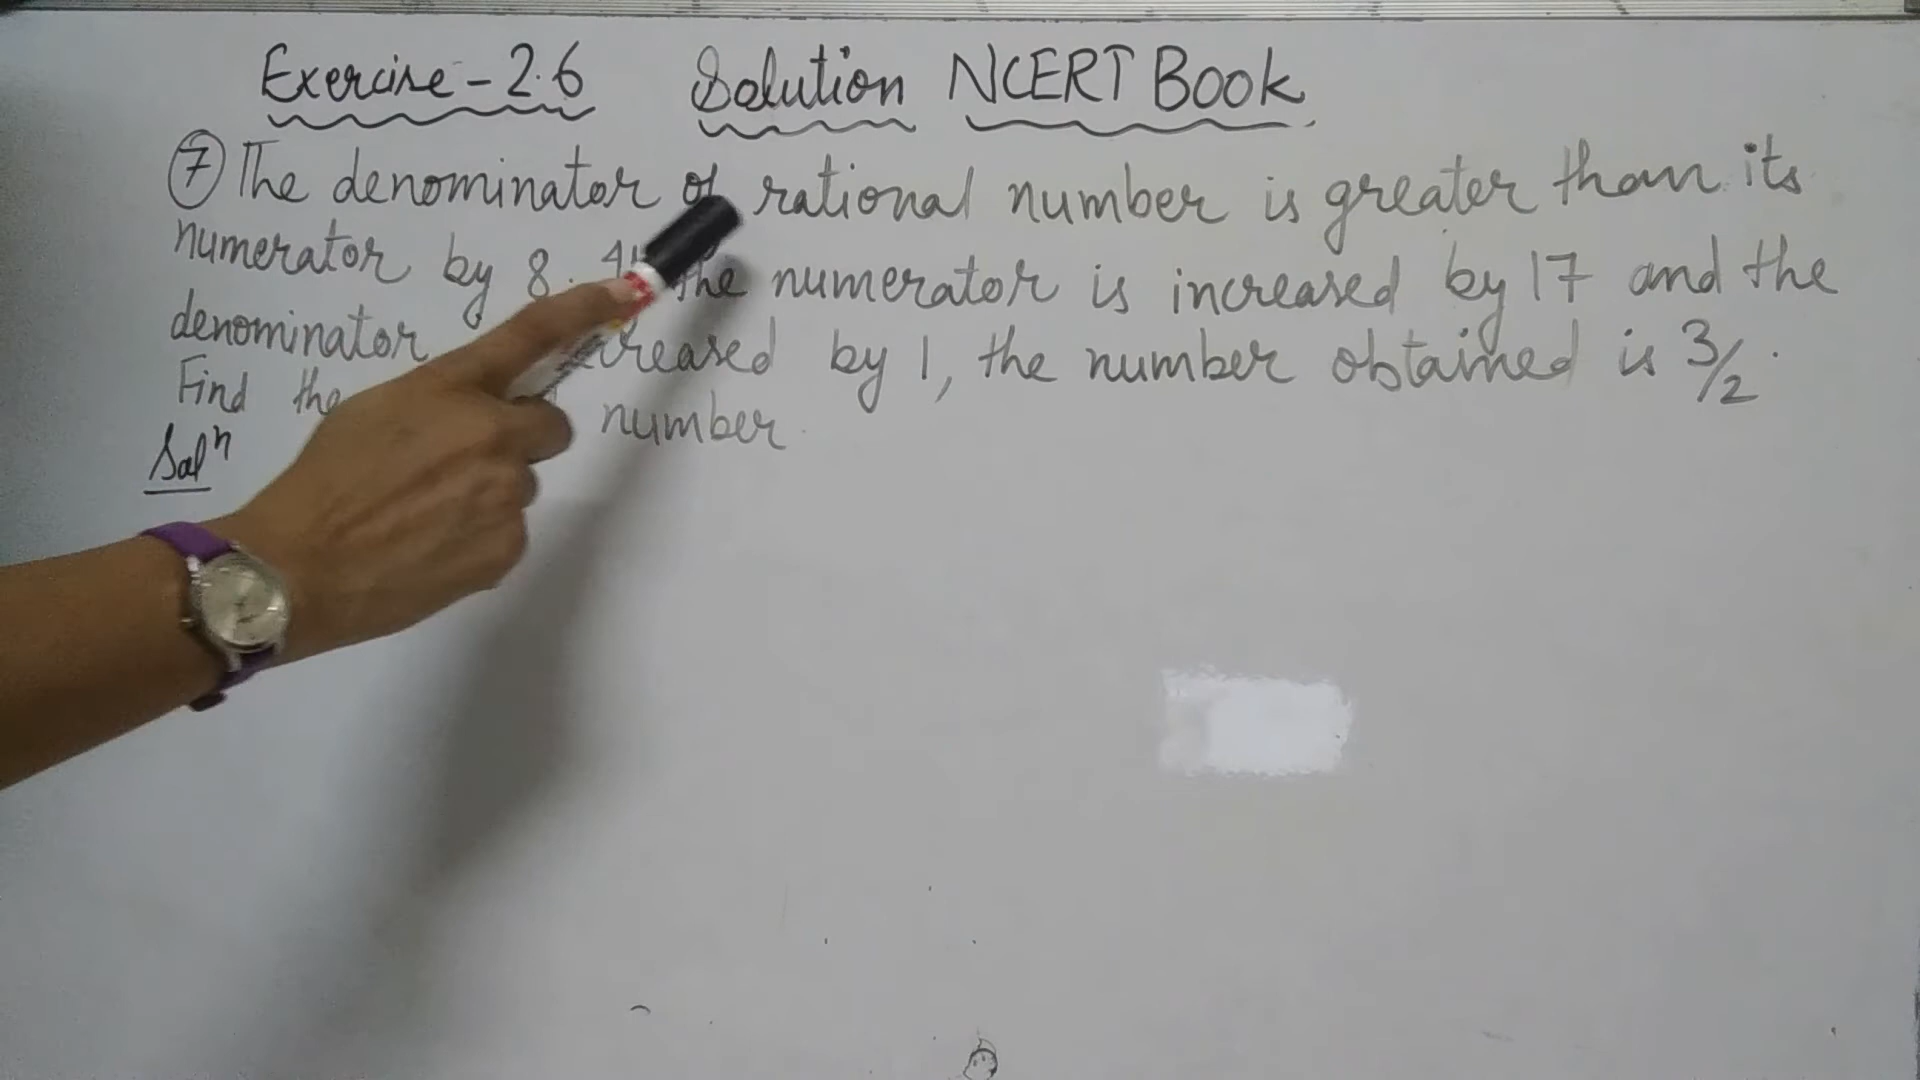 Exercise - 2.6 Solution NCERT Book
7 The denominator of rational number is greater than its
numerator by 8. the numerator is increased by 17 and the
denominator by 1, the number obtained is 3/2.
Find the number.
Solⁿ